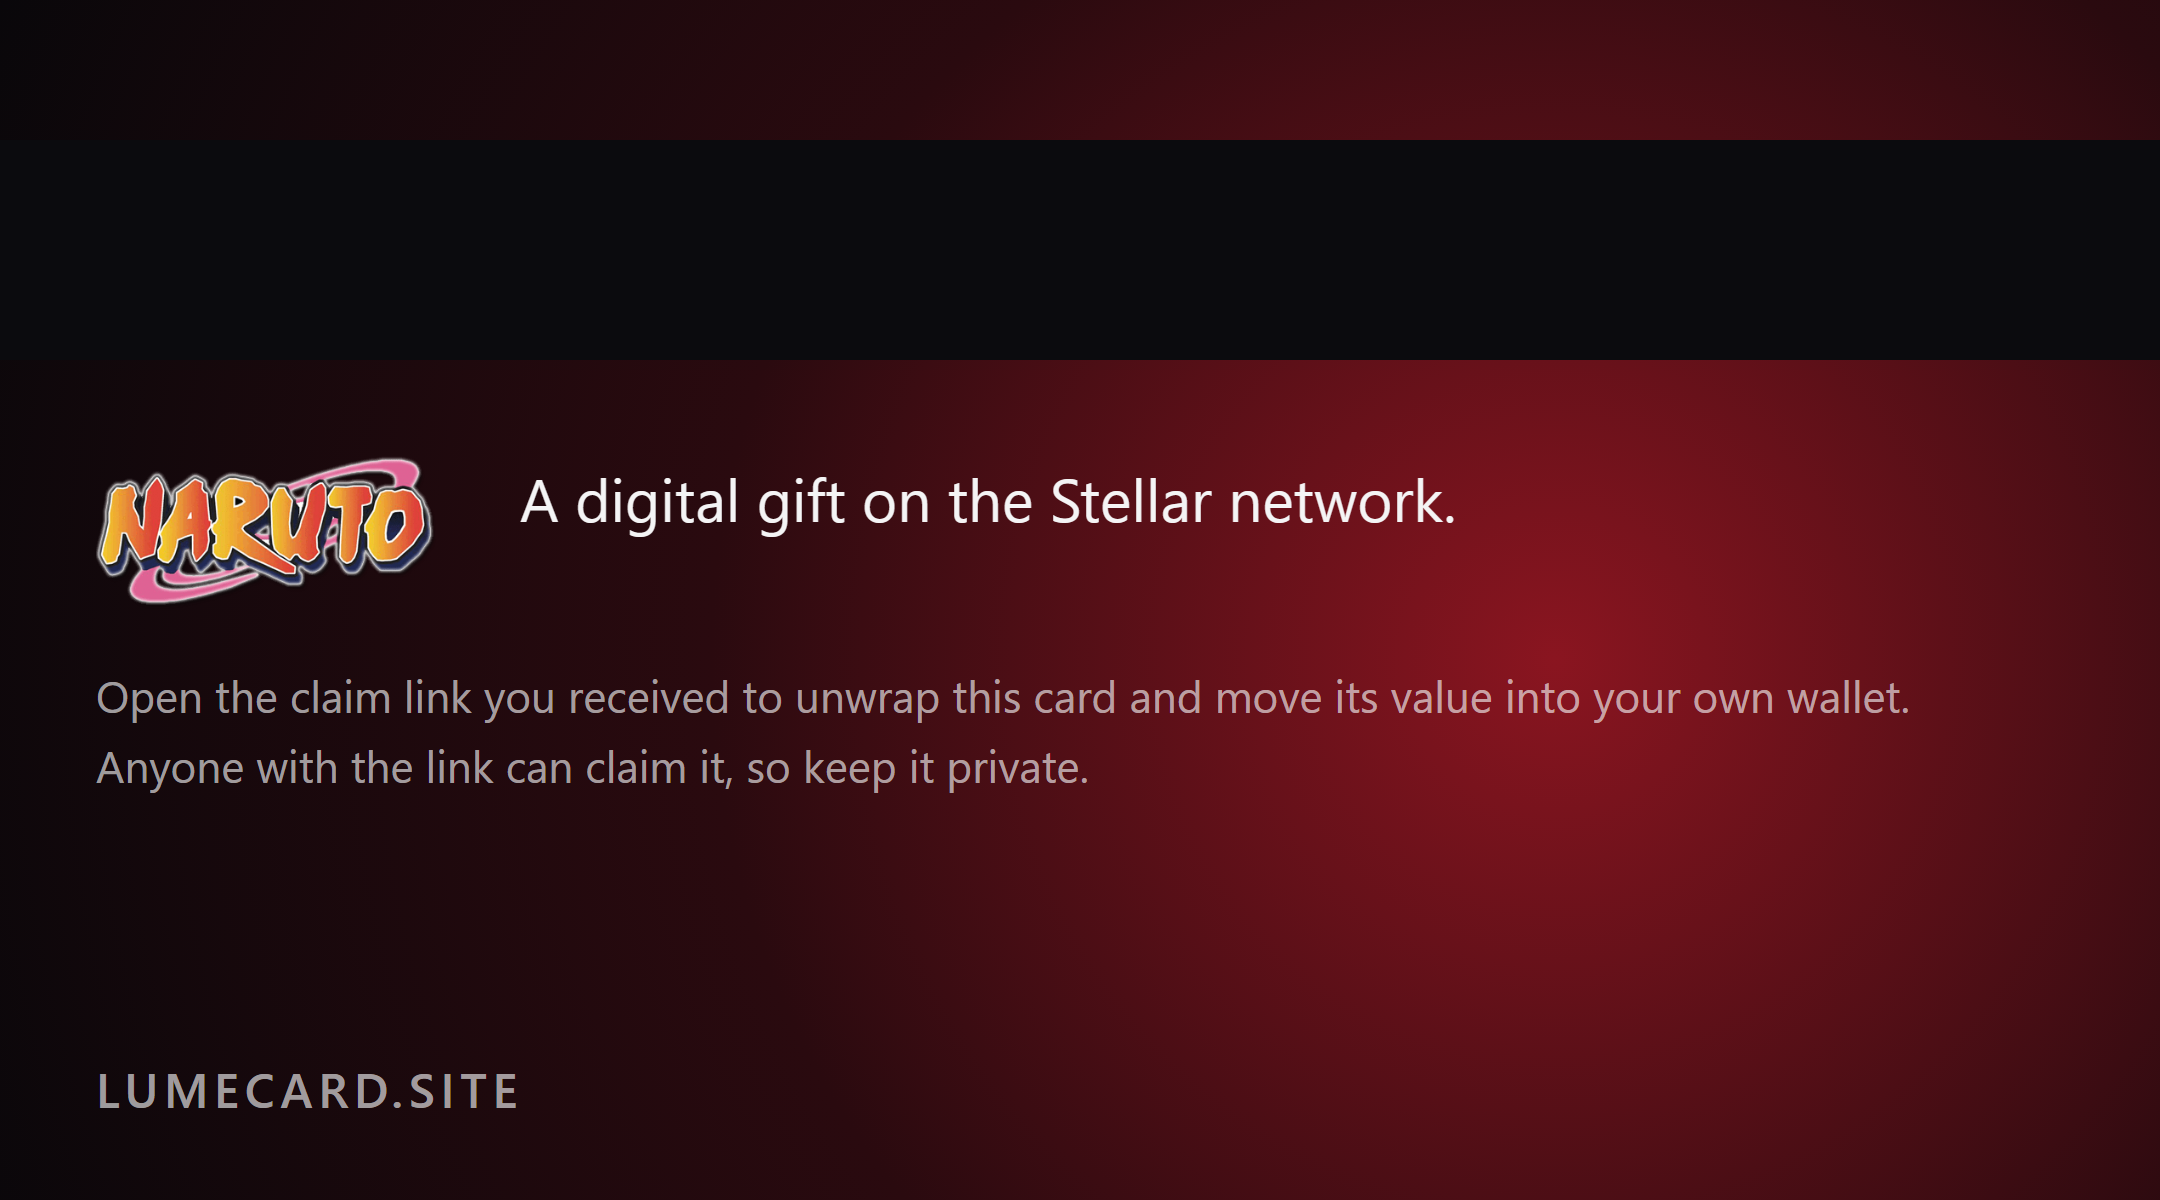 NARUTO
A digital gift on the Stellar network.
Open the claim link you received to unwrap this card and move its value into your own wallet.
Anyone with the link can claim it, so keep it private.
LUMECARD.SITE